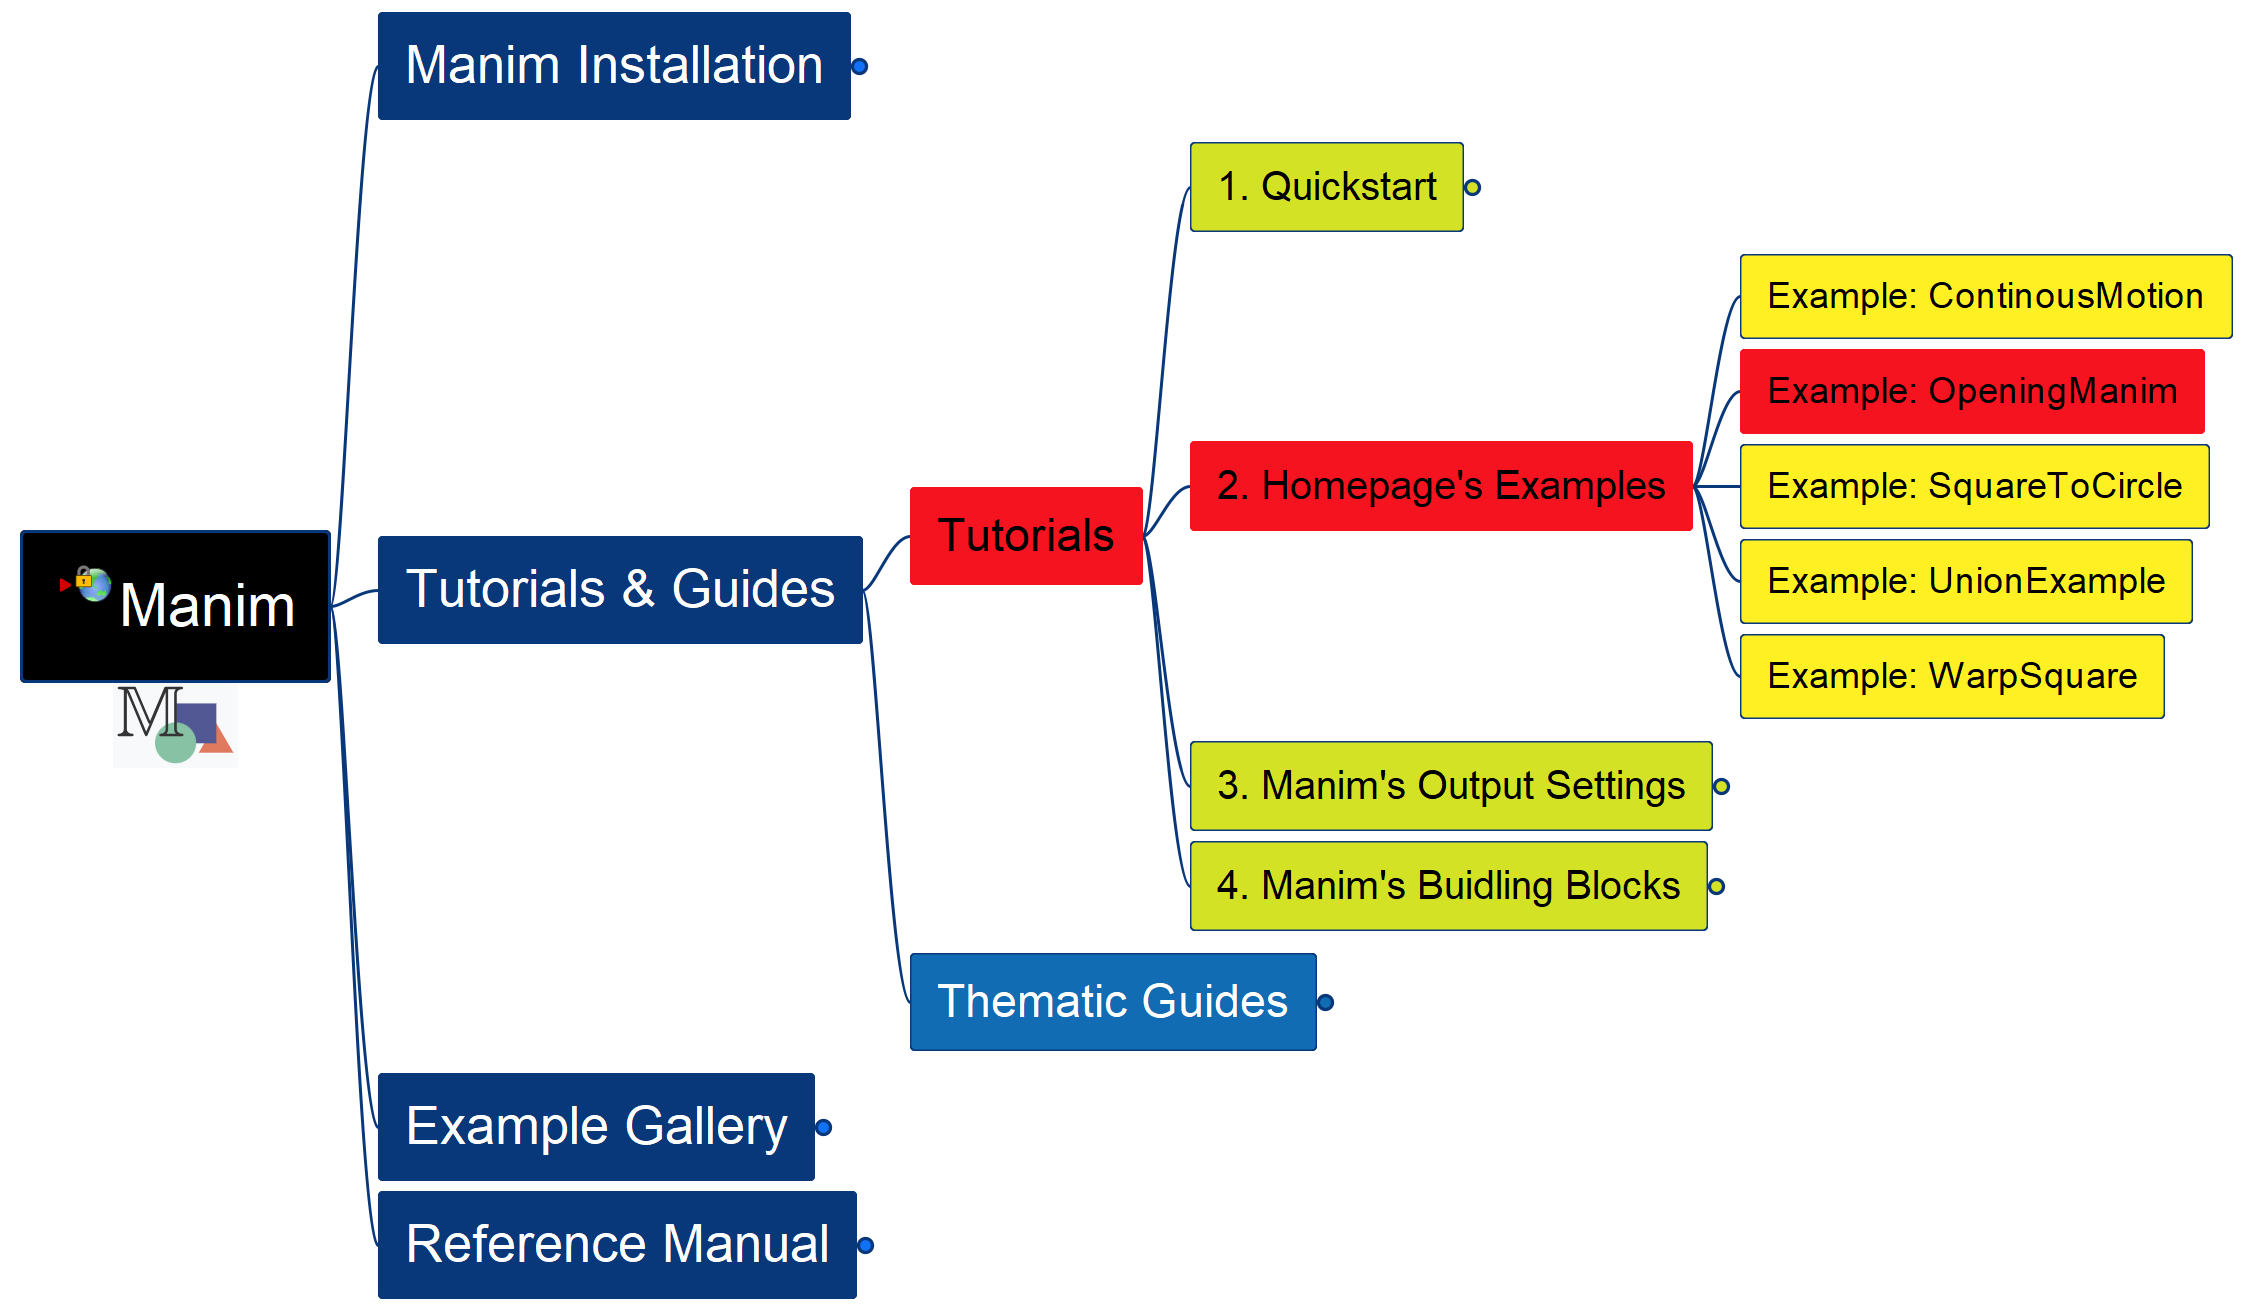 Manim Installation
1. Quickstart
Example: ContinousMotion
Example: OpeningManim
2. Homepage's Examples
Example: SquareToCircle
Tutorials
Example: UnionExample
Tutorials & Guides
Manim
Example: WarpSquare
M
3. Manim's Output Settings
4. Manim's Buidling Blocks
Thematic Guides
Example Gallery
Reference Manual